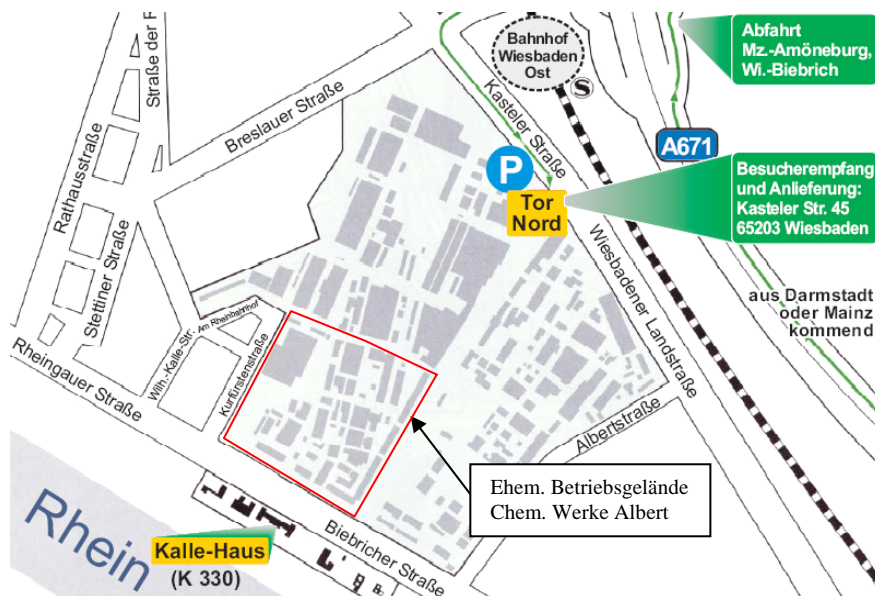 Abfahrt
Mz.-Amöneburg,
Wi.-Biebrich
Bahnhof
Wiesbaden
Ost
S
A671
Straße der
Rathausstraße
Breslauer Straße
Kasteler Straße
P
Tor
Nord
Besucherempfang
und Anlieferung:
Kasteler Str. 45
65203 Wiesbaden
Stettiner Straße
Wiesbadener Landstraße
aus Darmstadt
oder Mainz
kommend
Am Rheinbahnhof
Wilh.-Kalle-Str.
Kurfürstenstraße
Rheingauer Straße
Albertstraße
Ehem. Betriebsgelände
Chem. Werke Albert
Rhein
Biebricher Straße
Kalle-Haus
(K 330)